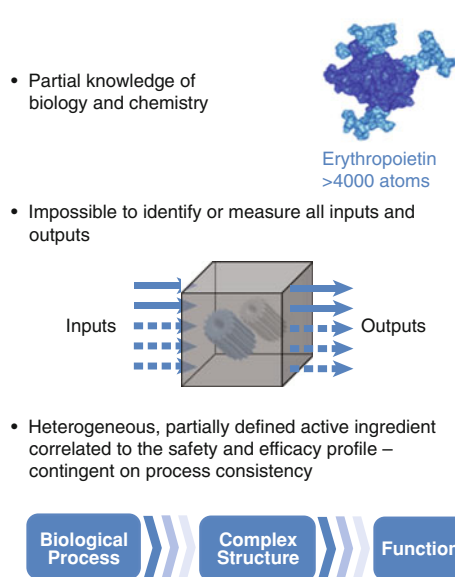 • Partial knowledge of
biology and chemistry
Erythropoietin
>4000 atoms
• Impossible to identify or measure all inputs and
outputs
Inputs
Outputs
• Heterogeneous, partially defined active ingredient
correlated to the safety and efficacy profile –
contingent on process consistency
Biological
Process
Complex
Structure
Function